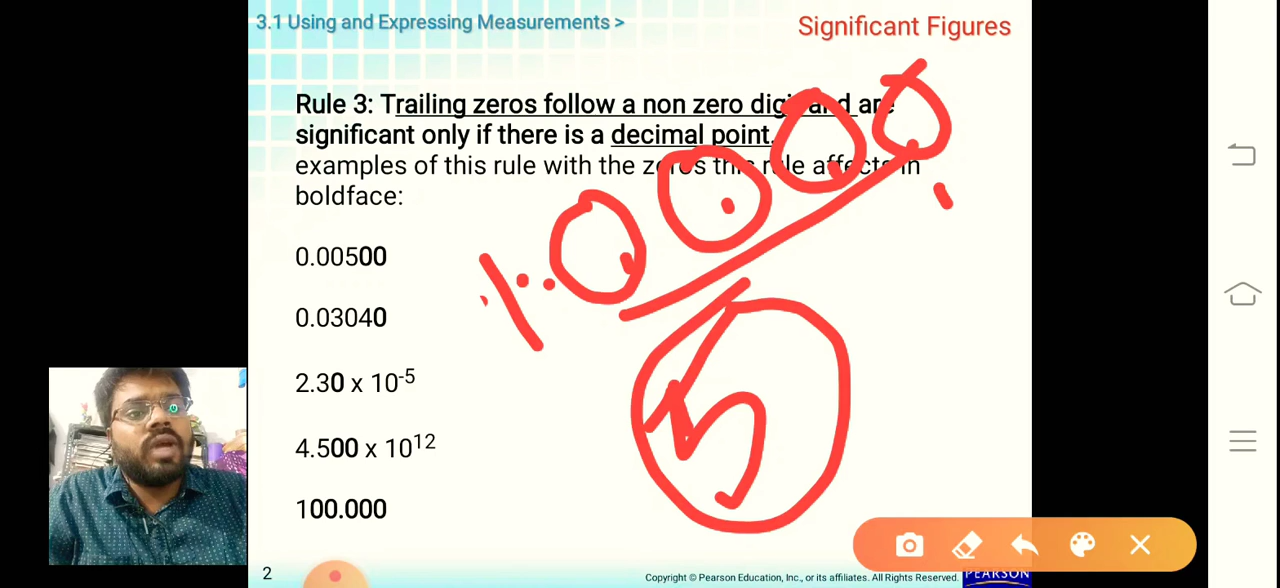 3.1 Using and Expressing Measurements >
Significant Figures
Rule 3: Trailing zeros follow a non zero digit and are
significant only if there is a decimal point.
examples of this rule with the zeros this rule affects in
boldface:
1.0000
0.00500
0.03040
2.30 x 10⁻⁵
5
4.500 x 10¹²
100.000
2
Copyright © Pearson Education, Inc., or its affiliates. All Rights Reserved.
PEARSON